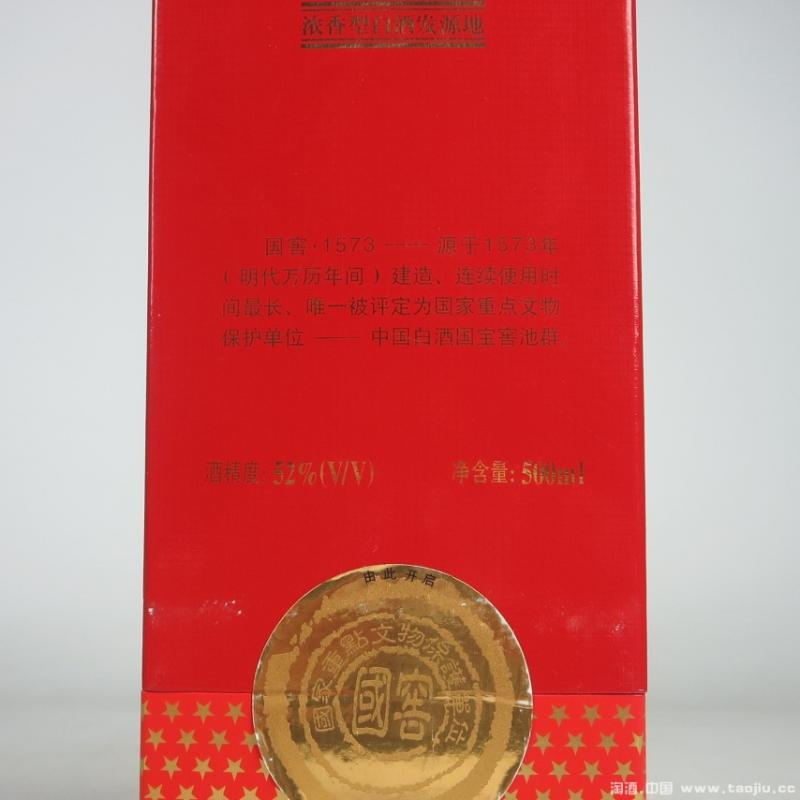 浓香型白酒发源地
国窖·1573——源于1573年
(明代万历年间)建造、连续使用时
间最长、唯一被评定为国家重点文物
保护单位——中国白酒国宝窖池群。
酒精度:52%(V/V) 净含量:500ml
由此开启
國家重點文物保護單位
國窖
淘酒.中国 www.taojiu.cc